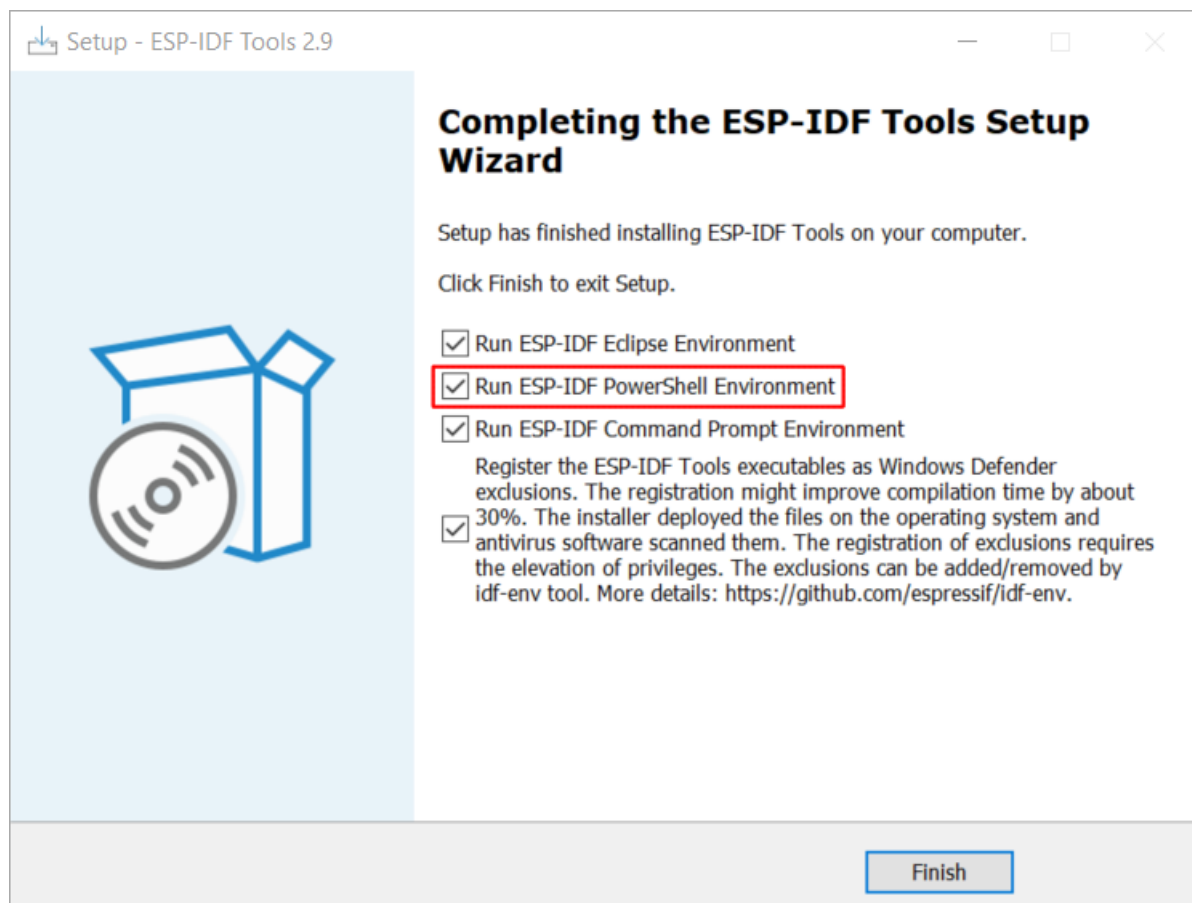 Setup - ESP-IDF Tools 2.9
Completing the ESP-IDF Tools Setup
Wizard
Setup has finished installing ESP-IDF Tools on your computer.
Click Finish to exit Setup.
Run ESP-IDF Eclipse Environment
Run ESP-IDF PowerShell Environment
Run ESP-IDF Command Prompt Environment
Register the ESP-IDF Tools executables as Windows Defender
exclusions. The registration might improve compilation time by about
30%. The installer deployed the files on the operating system and
antivirus software scanned them. The registration of exclusions requires
the elevation of privileges. The exclusions can be added/removed by
idf-env tool. More details: https://github.com/espressif/idf-env.
Finish